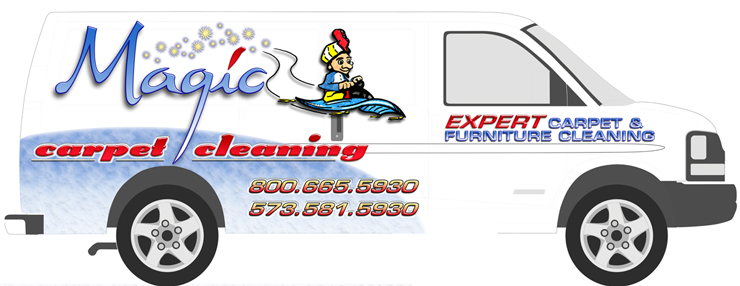 Magic
carpet cleaning
800.665.5930
573.581.5930
EXPERT CARPET &
FURNITURE CLEANING